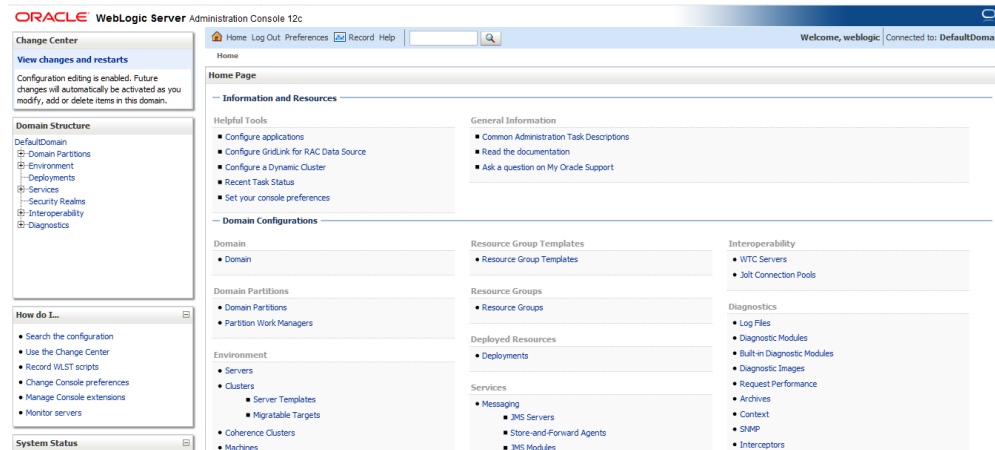 ORACLE WebLogic Server Administration Console 12c
Change Center
View changes and restarts
Configuration editing is enabled. Future
changes will automatically be activated as you
modify, add or delete items in this domain.
Domain Structure
DefaultDomain
Domain Partitions
Environment
Deployments
Services
Security Realms
Interoperability
Diagnostics
How do I...
Search the configuration
Use the Change Center
Record WLST scripts
Change Console preferences
Manage Console extensions
Monitor servers
System Status
Home Log Out Preferences Record Help
Welcome, weblogic Connected to: DefaultDoma
Home
Home Page
Information and Resources
Helpful Tools
Configure applications
Configure GridLink for RAC Data Source
Configure a Dynamic Cluster
Recent Task Status
Set your console preferences
General Information
Common Administration Task Descriptions
Read the documentation
Ask a question on My Oracle Support
Domain Configurations
Domain
Domain
Domain Partitions
Domain Partitions
Partition Work Managers
Environment
Servers
Clusters
Server Templates
Migratable Targets
Coherence Clusters
Machines
Resource Group Templates
Resource Group Templates
Resource Groups
Resource Groups
Deployed Resources
Deployments
Services
Messaging
JMS Servers
Store-and-Forward Agents
JMS Modules
Interoperability
WTC Servers
Jolt Connection Pools
Diagnostics
Log Files
Diagnostic Modules
Built-in Diagnostic Modules
Diagnostic Images
Request Performance
Archives
Context
SNMP
Interceptors